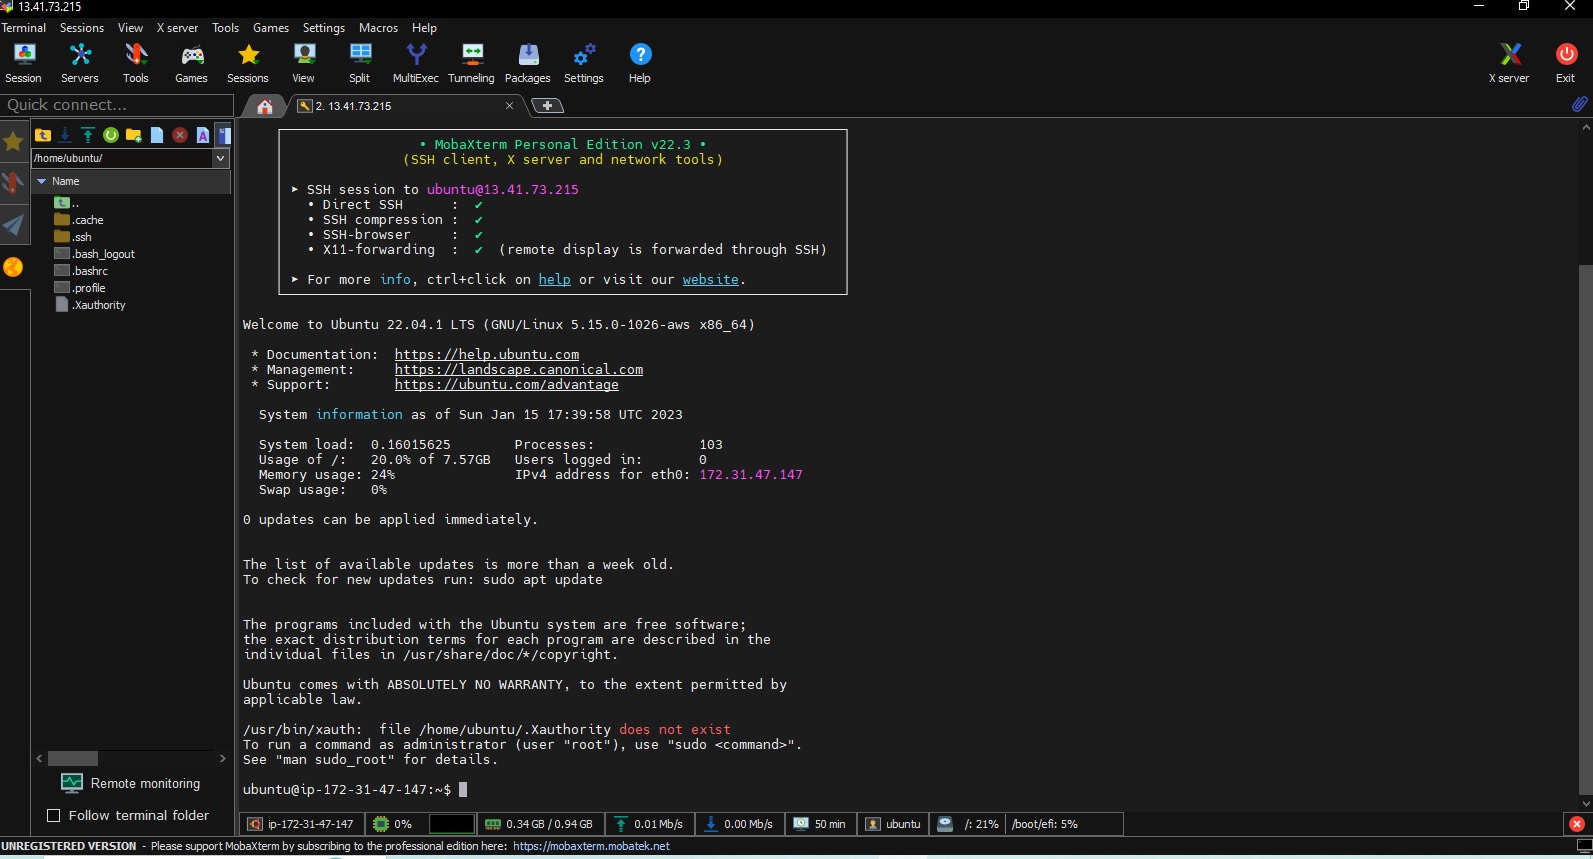 13.41.73.215
Terminal Sessions View X server Tools Games Settings Macros Help
Session Servers Tools Games Sessions View Split MultiExec Tunneling Packages Settings Help X server Exit
Quick connect...
2. 13.41.73.215
/home/ubuntu/
Name
..
.cache
.ssh
.bash_logout
.bashrc
.profile
.Xauthority
Remote monitoring
Follow terminal folder
• MobaXterm Personal Edition v22.3 •
(SSH client, X server and network tools)
➤ SSH session to ubuntu@13.41.73.215
• Direct SSH : ✔
• SSH compression : ✔
• SSH-browser : ✔
• X11-forwarding : ✔ (remote display is forwarded through SSH)
➤ For more info, ctrl+click on help or visit our website.
Welcome to Ubuntu 22.04.1 LTS (GNU/Linux 5.15.0-1026-aws x86_64)
* Documentation: https://help.ubuntu.com
* Management: https://landscape.canonical.com
* Support: https://ubuntu.com/advantage
System information as of Sun Jan 15 17:39:58 UTC 2023
System load: 0.16015625 Processes: 103
Usage of /: 20.0% of 7.57GB Users logged in: 0
Memory usage: 24% IPv4 address for eth0: 172.31.47.147
Swap usage: 0%
0 updates can be applied immediately.
The list of available updates is more than a week old.
To check for new updates run: sudo apt update
The programs included with the Ubuntu system are free software;
the exact distribution terms for each program are described in the
individual files in /usr/share/doc/*/copyright.
Ubuntu comes with ABSOLUTELY NO WARRANTY, to the extent permitted by
applicable law.
/usr/bin/xauth: file /home/ubuntu/.Xauthority does not exist
To run a command as administrator (user "root"), use "sudo <command>".
See "man sudo_root" for details.
ubuntu@ip-172-31-47-147:~$
ip-172-31-47-147 0% 0.34 GB / 0.94 GB 0.01 Mb/s 0.00 Mb/s 50 min ubuntu /: 21% /boot/efi: 5%
UNREGISTERED VERSION - Please support MobaXterm by subscribing to the professional edition here: https://mobaxterm.mobatek.net